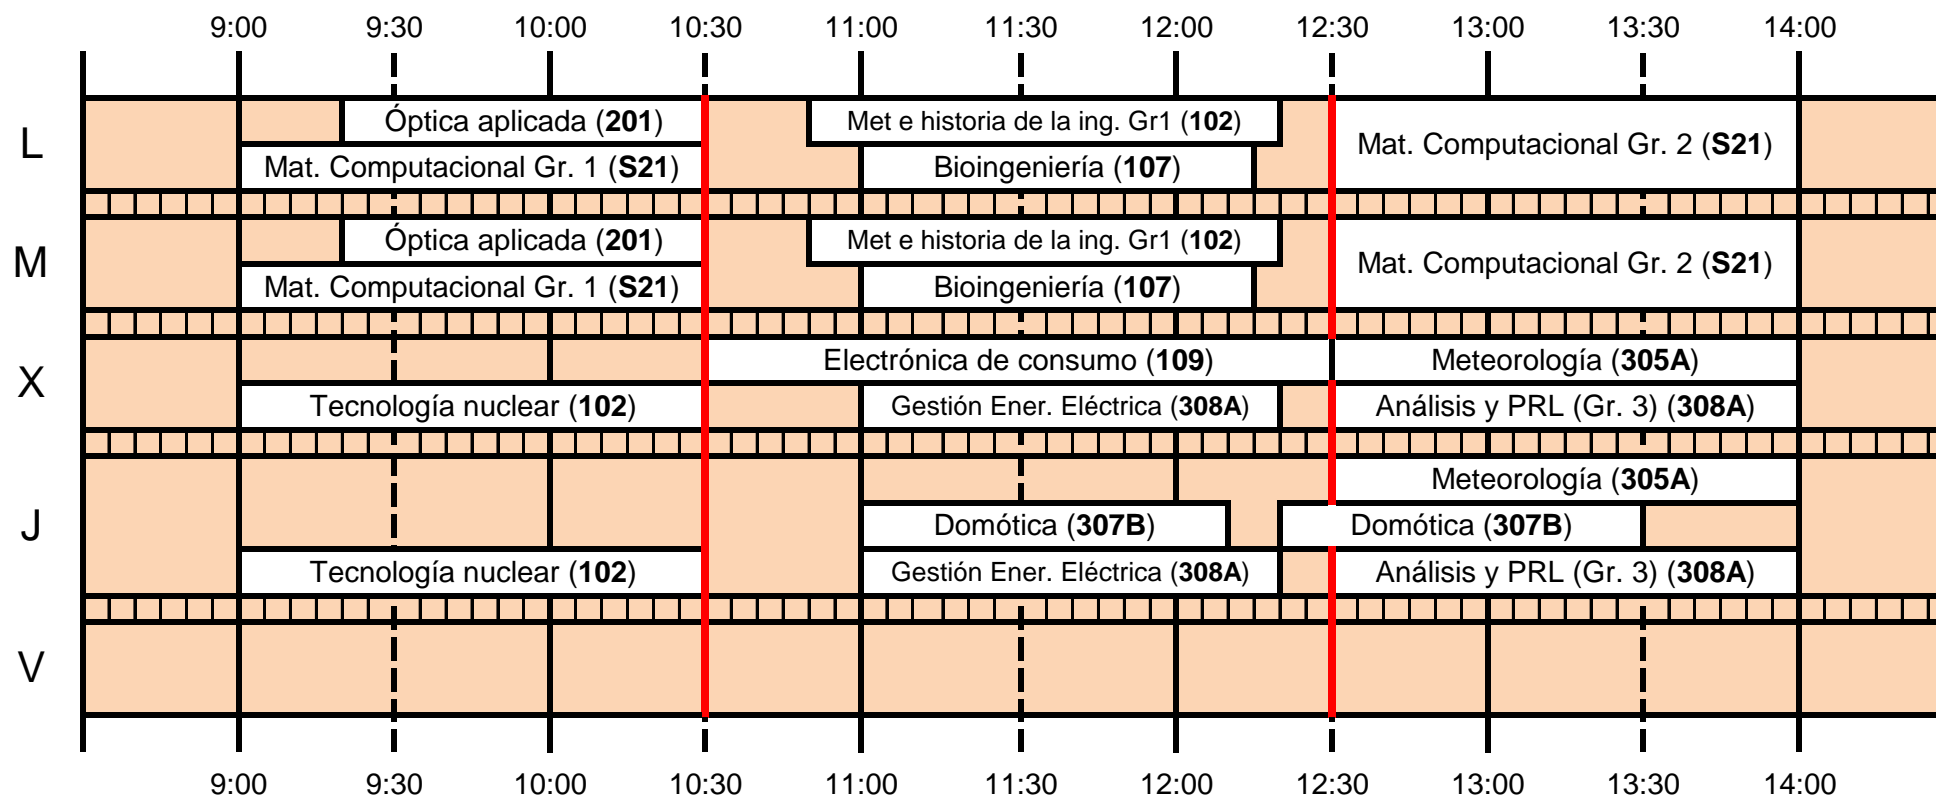 9:00 9:30 10:00 10:30 11:00 11:30 12:00 12:30 13:00 13:30 14:00
L
Óptica aplicada (201)
Met e historia de la ing. Gr1 (102)
Mat. Computacional Gr. 2 (S21)
Mat. Computacional Gr. 1 (S21)
Bioingeniería (107)
M
Óptica aplicada (201)
Met e historia de la ing. Gr1 (102)
Mat. Computacional Gr. 2 (S21)
Mat. Computacional Gr. 1 (S21)
Bioingeniería (107)
X
Electrónica de consumo (109)
Meteorología (305A)
Tecnología nuclear (102)
Gestión Ener. Eléctrica (308A)
Análisis y PRL (Gr. 3) (308A)
J
Meteorología (305A)
Domótica (307B)
Domótica (307B)
Tecnología nuclear (102)
Gestión Ener. Eléctrica (308A)
Análisis y PRL (Gr. 3) (308A)
V
9:00 9:30 10:00 10:30 11:00 11:30 12:00 12:30 13:00 13:30 14:00